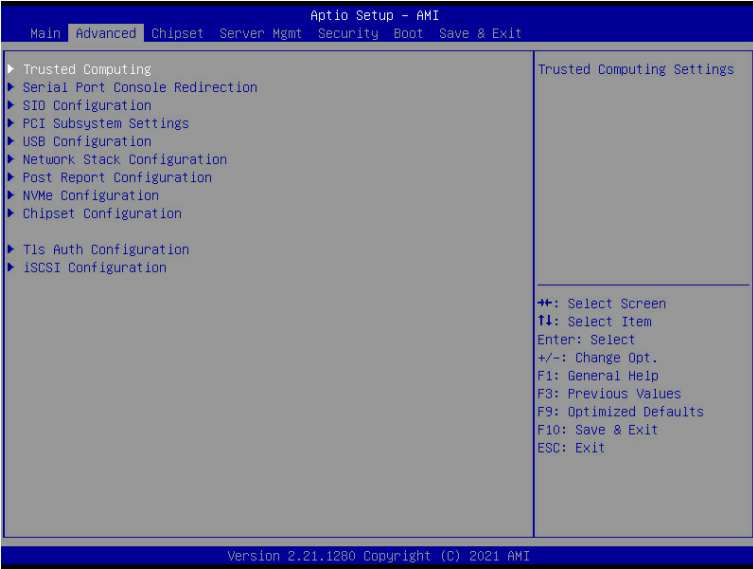 Aptio Setup – AMI
Main Advanced Chipset Server Mgmt Security Boot Save & Exit
Trusted Computing
Serial Port Console Redirection
SIO Configuration
PCI Subsystem Settings
USB Configuration
Network Stack Configuration
Post Report Configuration
NVMe Configuration
Chipset Configuration
Tls Auth Configuration
iSCSI Configuration
Trusted Computing Settings
→←: Select Screen
↑↓: Select Item
Enter: Select
+/-: Change Opt.
F1: General Help
F3: Previous Values
F9: Optimized Defaults
F10: Save & Exit
ESC: Exit
Version 2.21.1280 Copyright (C) 2021 AMI